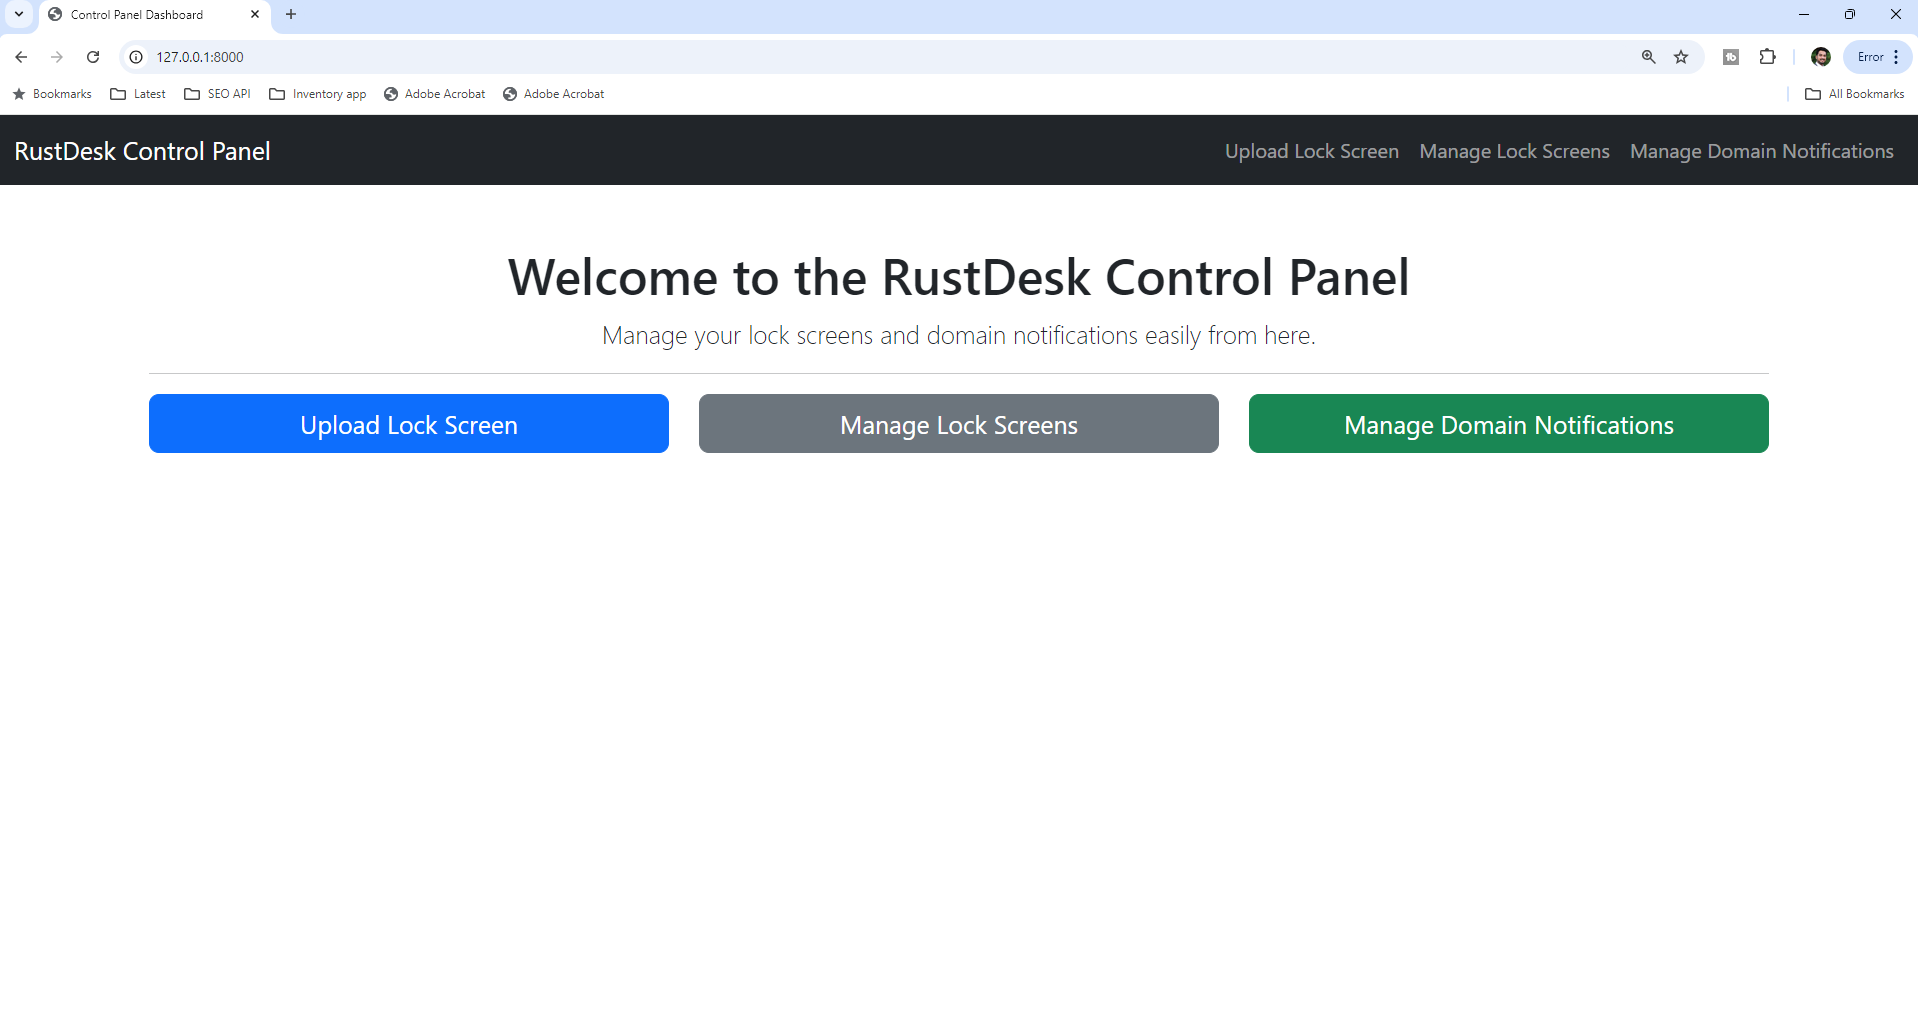 Control Panel Dashboard
127.0.0.1:8000
Error
Bookmarks Latest SEO API Inventory app Adobe Acrobat Adobe Acrobat All Bookmarks
RustDesk Control Panel Upload Lock Screen Manage Lock Screens Manage Domain Notifications
Welcome to the RustDesk Control Panel
Manage your lock screens and domain notifications easily from here.
Upload Lock Screen Manage Lock Screens Manage Domain Notifications